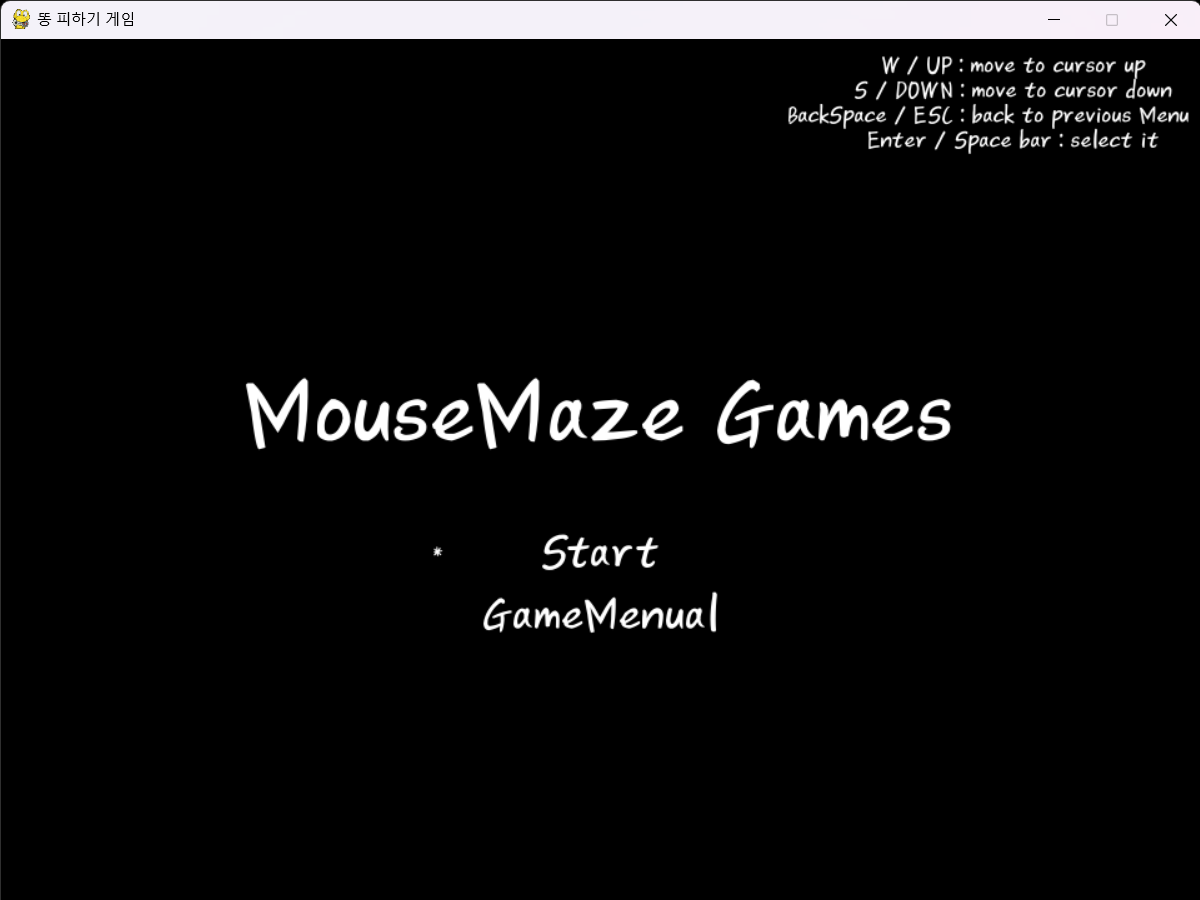 똥 피하기 게임
W / UP : move to cursor up
S / DOWN : move to cursor down
BackSpace / ESC : back to previous Menu
Enter / Space bar : select it
MouseMaze Games
* Start
GameMenual